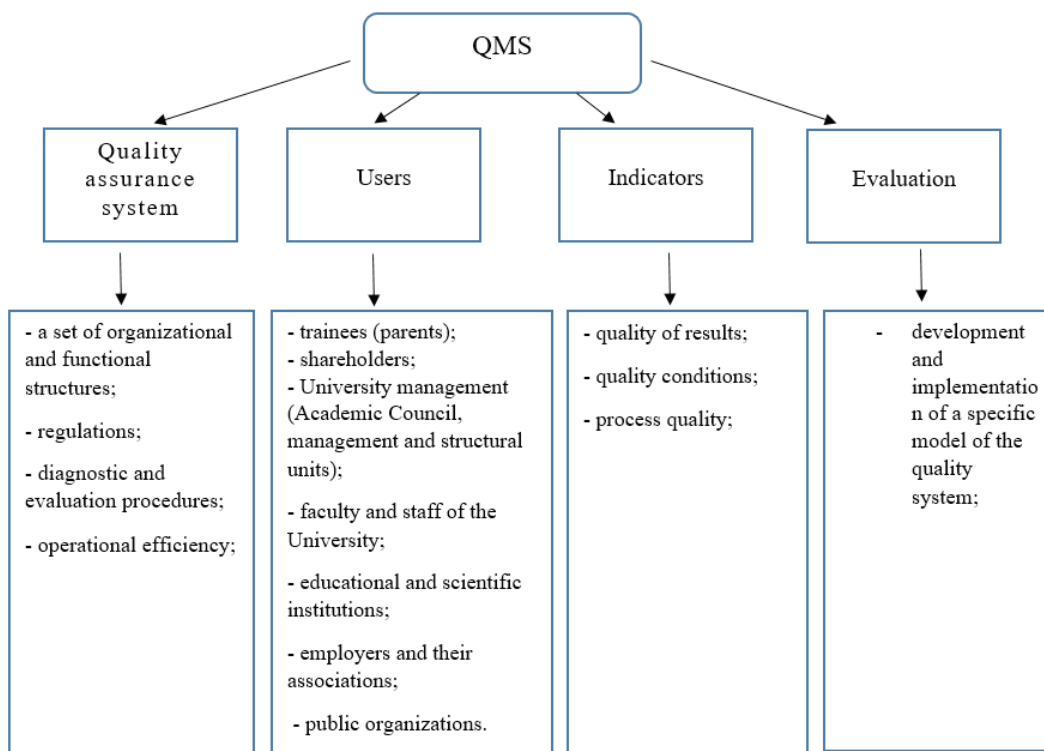 QMS
Quality
assurance
system
Users
Indicators
Evaluation
- a set of organizational
and functional
structures;
- regulations;
- diagnostic and
evaluation procedures;
- operational efficiency;
- trainees (parents);
- shareholders;
- University management
(Academic Council,
management and structural
units);
- faculty and staff of the
University;
- educational and scientific
institutions;
- employers and their
associations;
- public organizations.
- quality of results;
- quality conditions;
- process quality;
- development
and
implementatio
n of a specific
model of the
quality
system;